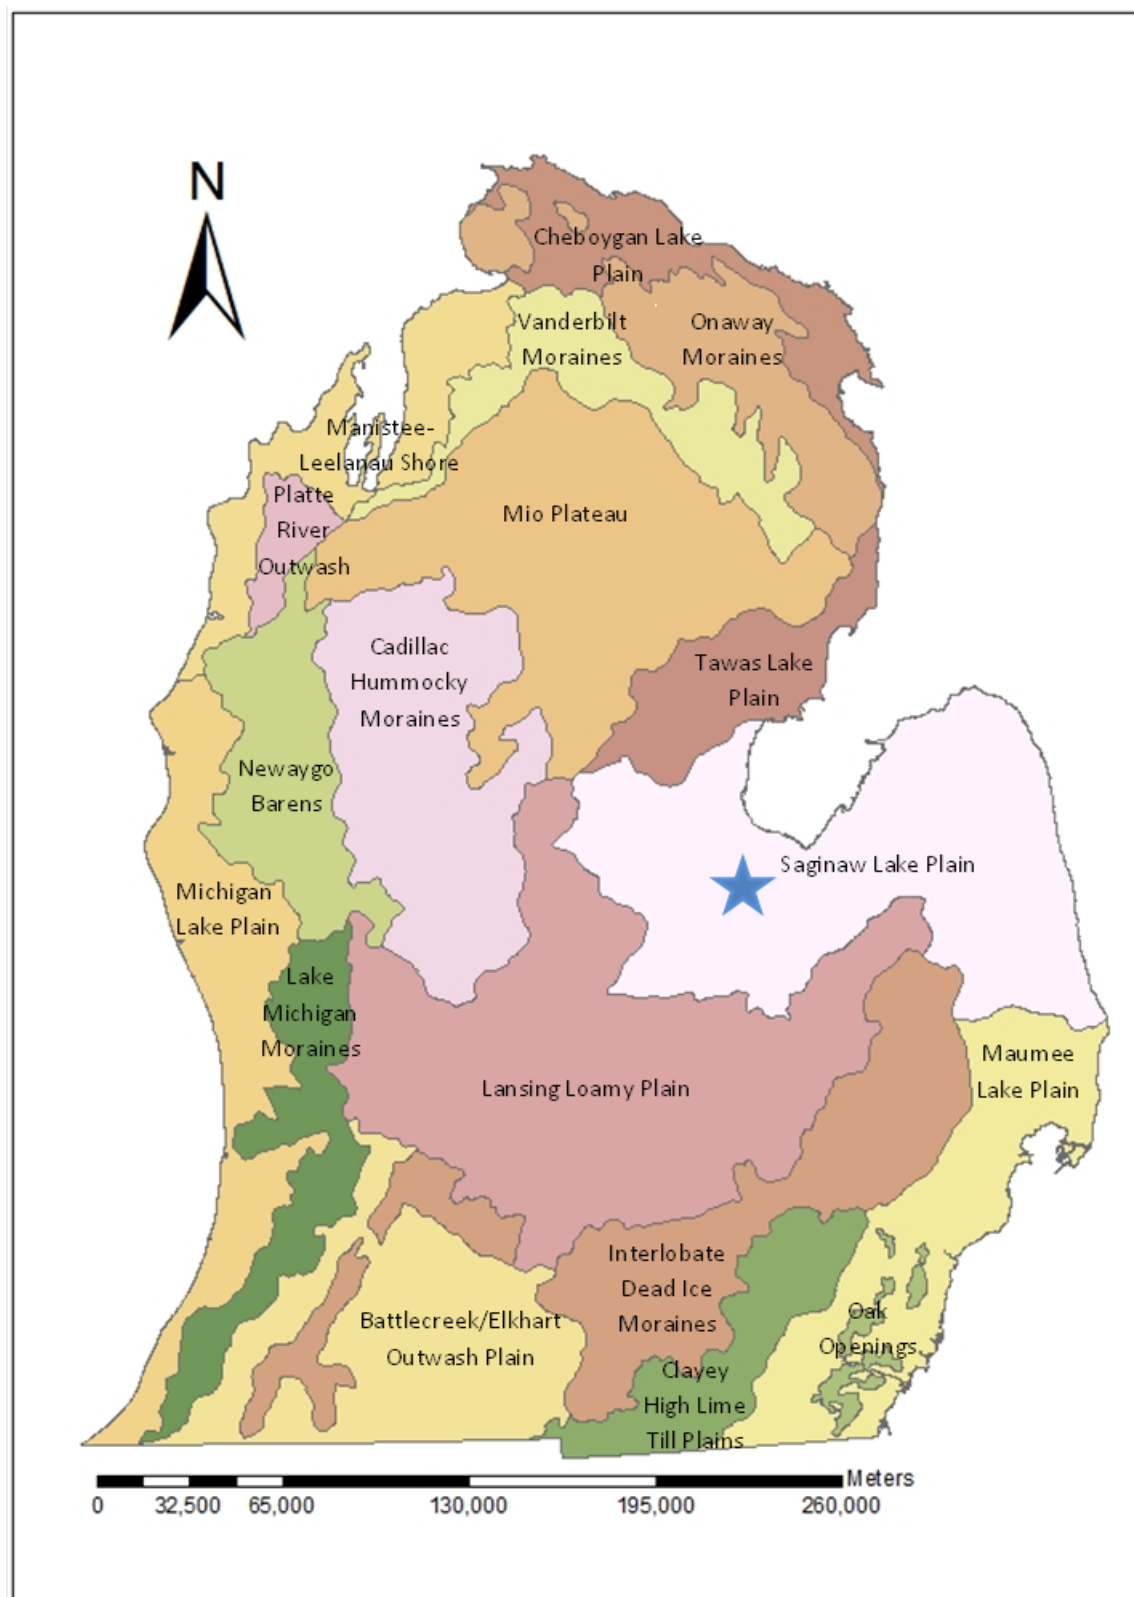 N
Cheboygan Lake
Plain
Vanderbilt
Moraines
Onaway
Moraines
Manistee-
Leelanau Shore
Platte
River
Outwash
Mio Plateau
Cadillac
Hummocky
Moraines
Tawas Lake
Plain
Newaygo
Barens
Saginaw Lake Plain
Michigan
Lake Plain
Lake
Michigan
Moraines
Lansing Loamy Plain
Maumee
Lake Plain
Interlobate
Dead Ice
Moraines
Battlecreek/Elkhart
Outwash Plain
Oak
Openings
Clayey
High Lime
Till Plains
Meters
0 32,500 65,000 130,000 195,000 260,000